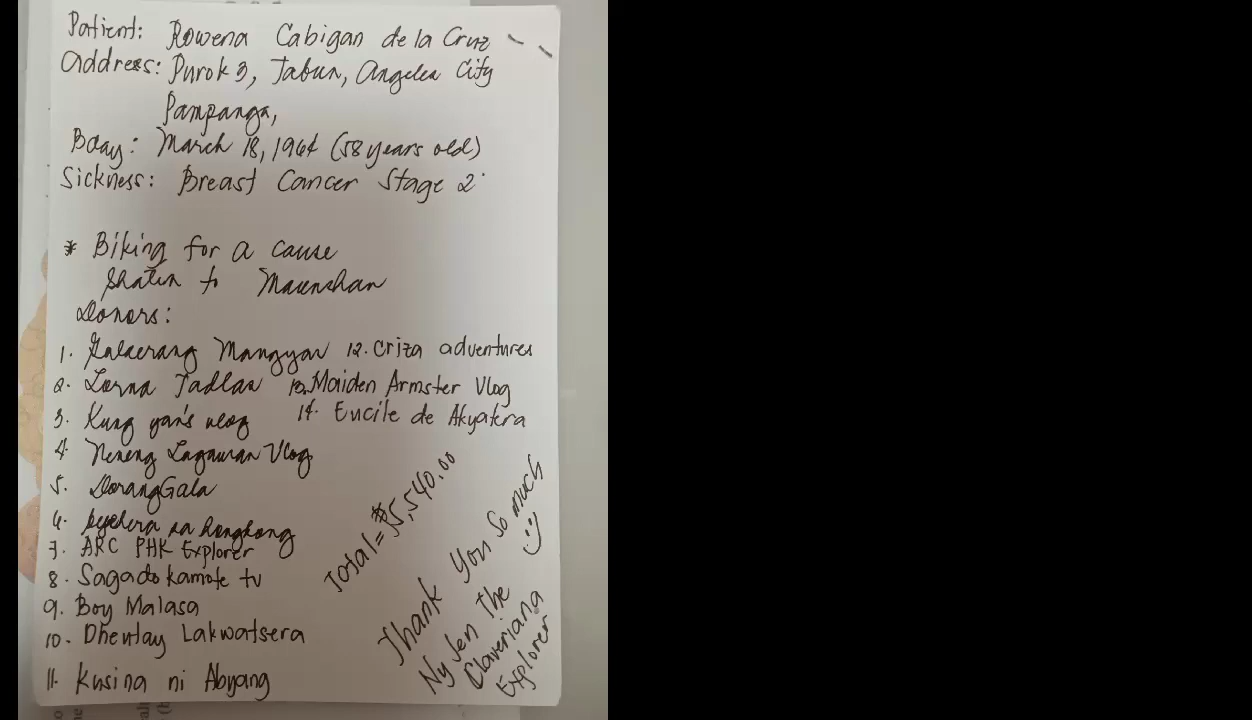 Patient: Rowena Cabigan de la Cruz
Address: Purok 3, Tabun, Angeles City
Pampanga,
Bday: March 18, 1964 (58 years old)
Sickness: Breast Cancer Stage 2
* Biking for a cause
Shatin to Maonshan
Donors:
1. Galaerang Mangyan 12. Criza adventures
2. Lorna Tadlas 13. Maiden Armster Vlog
3. Kung yan's vlog 14. Eucile de Akyatera
4. Neneng Lagawan Vlog
5. DorangGala
6. byahera sa hongkong
7. ARC PHK Explorer
8. Sagado kamote tv
9. Boy Malasa
10. Dhentay Lakwatsera
11. Kusina ni Abyang
Total = $5,540.00
Thank You So much
Ny Jen The
Claveriana
Explorer